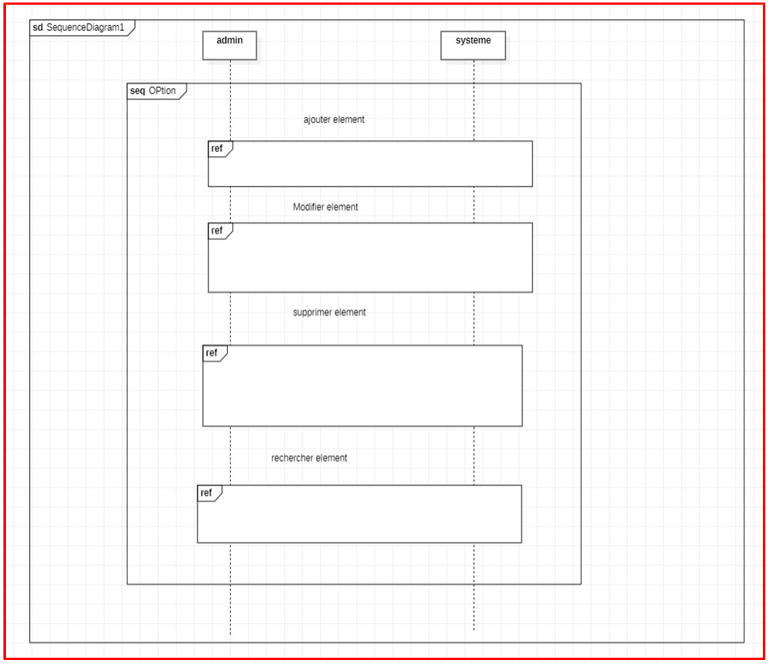 sd SequenceDiagram1
admin
systeme
seq OPtion
ajouter element
ref
Modifier element
ref
supprimer element
ref
rechercher element
ref